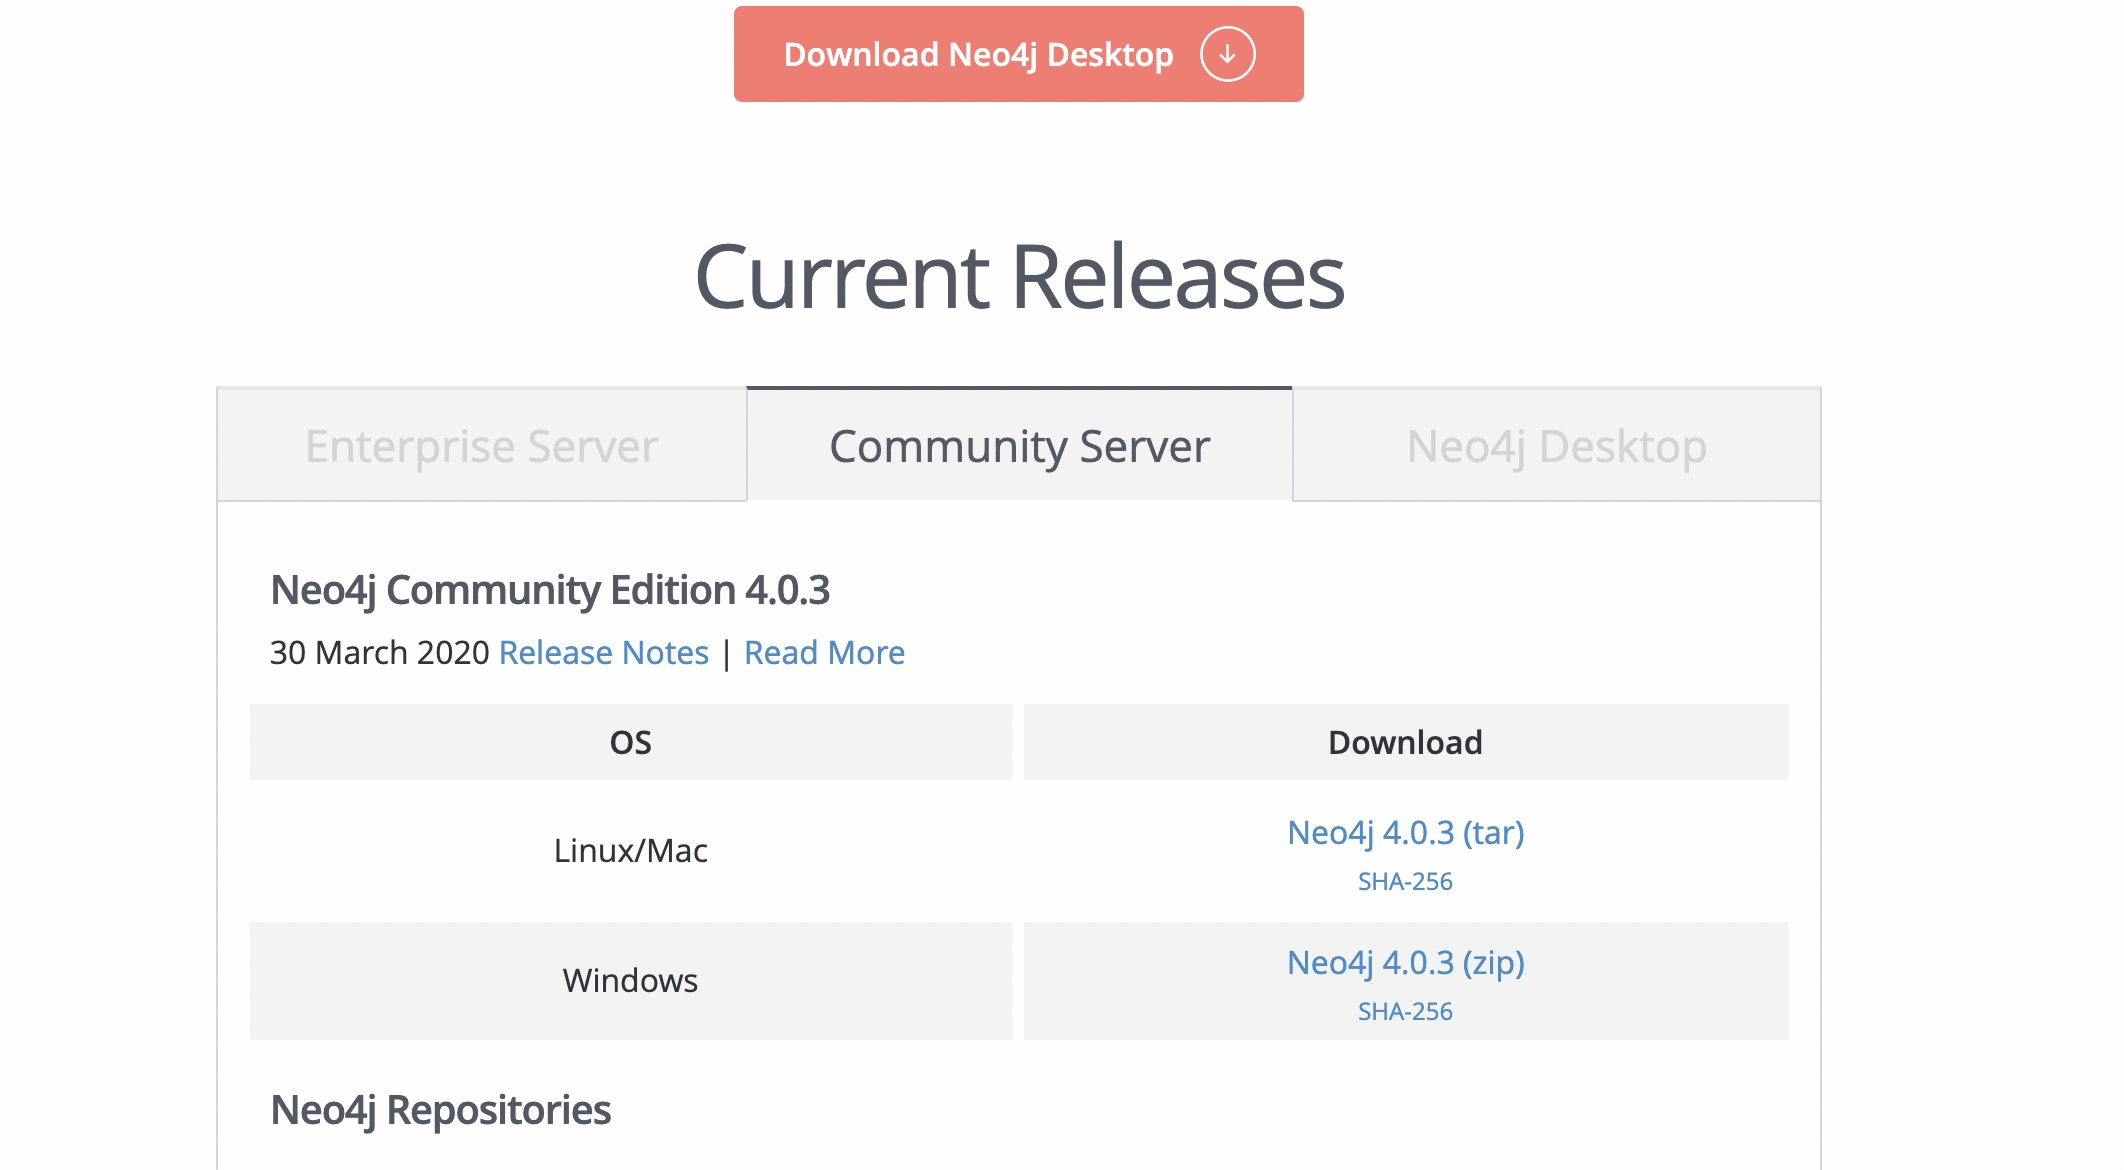 Download Neo4j Desktop
Current Releases
Enterprise Server Community Server Neo4j Desktop
Neo4j Community Edition 4.0.3
30 March 2020 Release Notes | Read More
OS Download
Linux/Mac Neo4j 4.0.3 (tar)
SHA-256
Windows Neo4j 4.0.3 (zip)
SHA-256
Neo4j Repositories